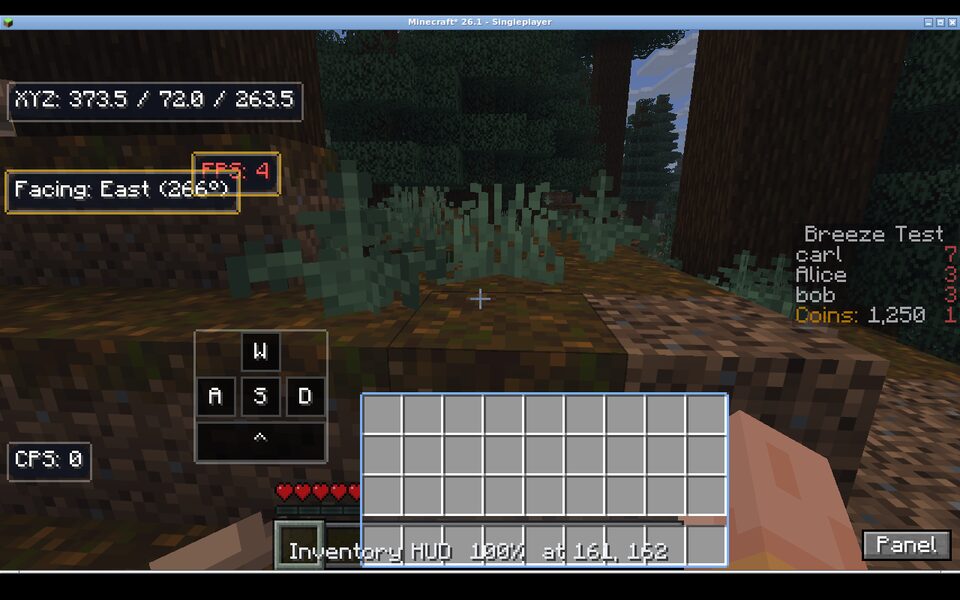 Minecraft* 26.1 - Singleplayer
XYZ: 373.5 / 72.0 / 263.5
FPS: 4
Facing: East (266°)
Breeze Test
carl 7
Alice 3
bob 3
Coins: 1,250 1
W
A S D
^
CPS: 0
Inventory HUD 100% at 161, 162
Panel